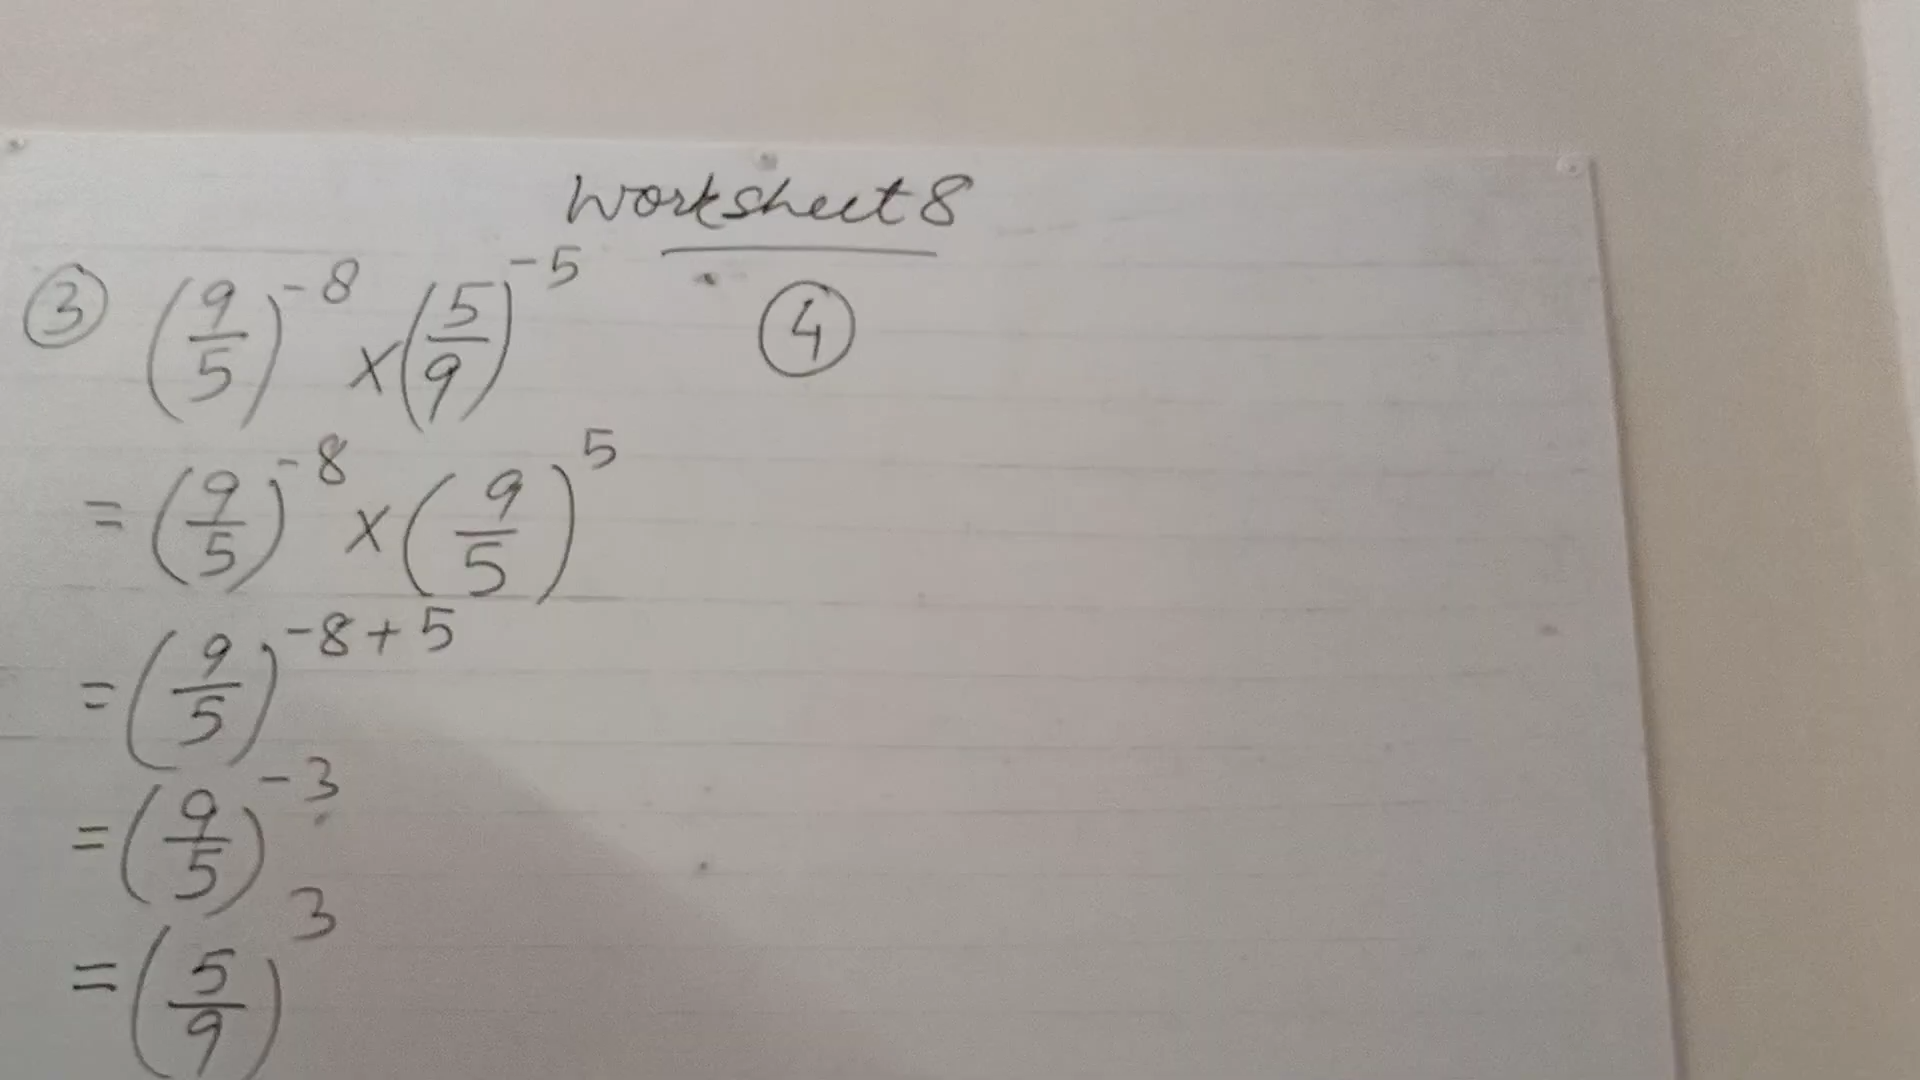 Worksheet 8
③ (9/5)^-8 × (5/9)^-5
= (9/5)^-8 × (9/5)^5
= (9/5)^-8+5
= (9/5)^-3
= (5/9)^3
④